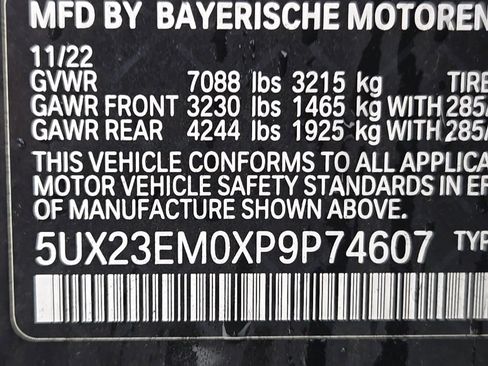 MFD BY BAYERISCHE MOTOREN
11/22
GVWR 7088 lbs 3215 kg TIRE
GAWR FRONT 3230 lbs 1465 kg WITH 285/
GAWR REAR 4244 lbs 1925 kg WITH 285/
THIS VEHICLE CONFORMS TO ALL APPLICA
MOTOR VEHICLE SAFETY STANDARDS IN EF
OF MANUFACTURE SHOWN ABOVE.
5UX23EM0XP9P74607 TYP